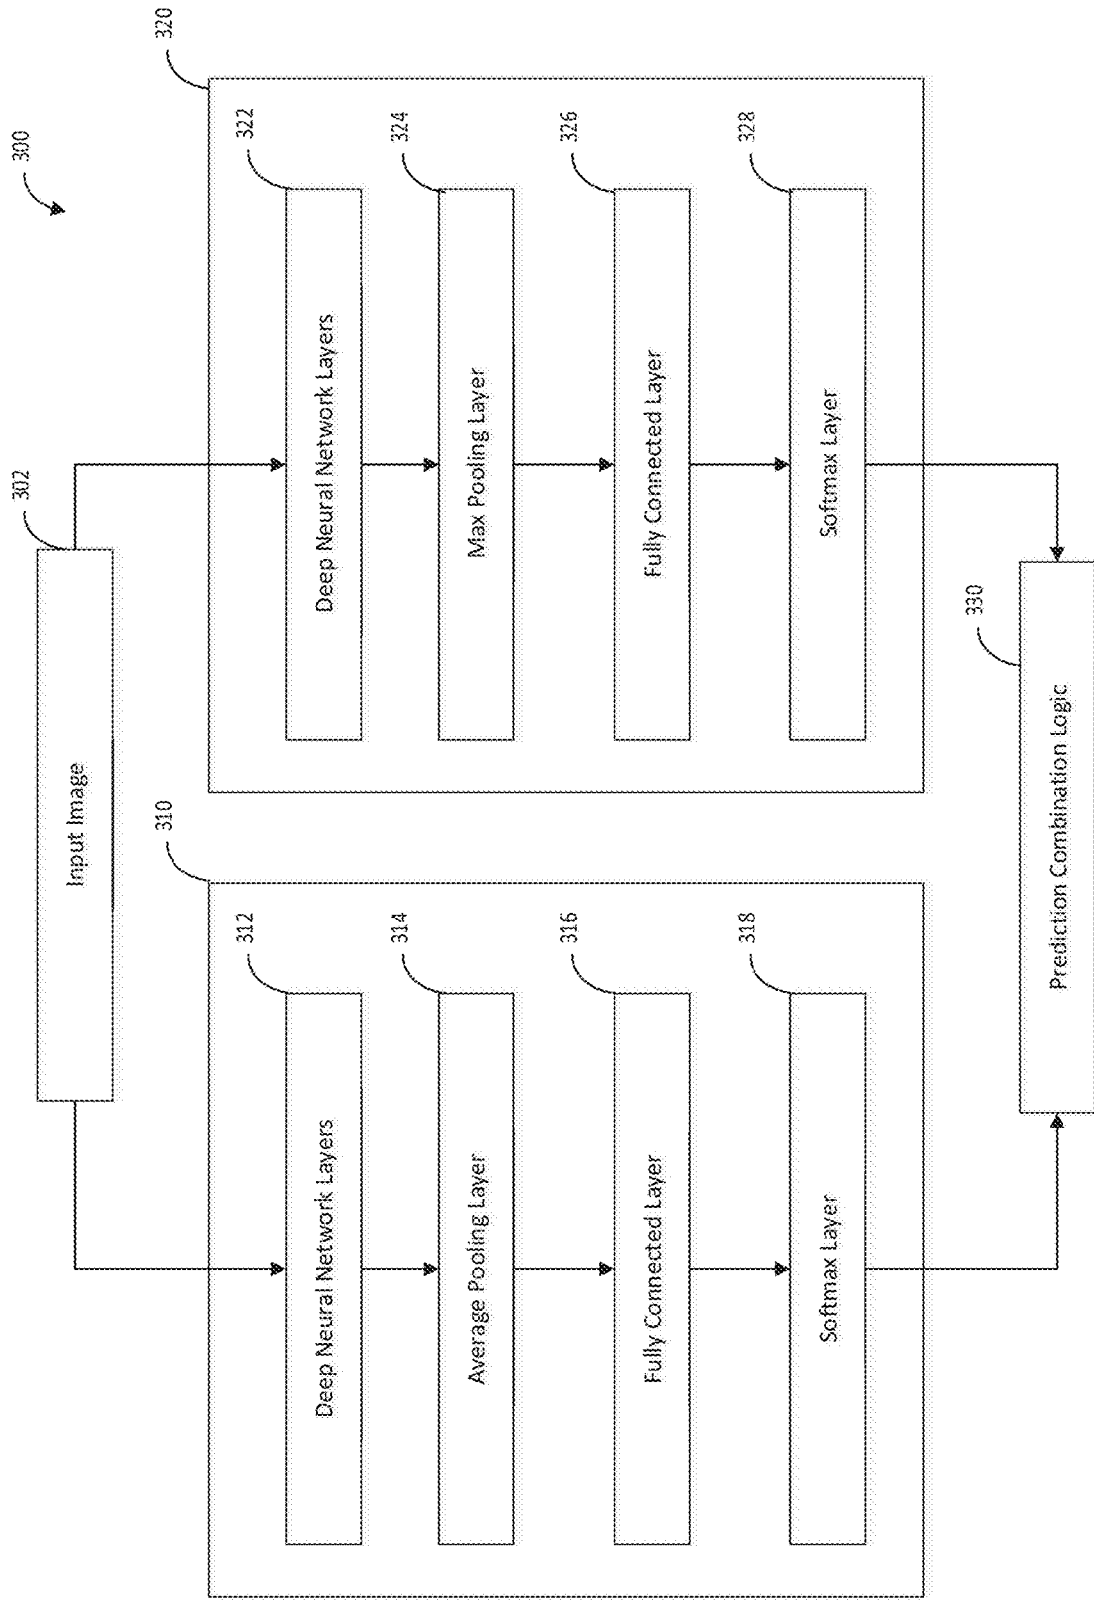 300
302
Input Image
310
312
Deep Neural Network Layers
314
Average Pooling Layer
316
Fully Connected Layer
318
Softmax Layer
320
322
Deep Neural Network Layers
324
Max Pooling Layer
326
Fully Connected Layer
328
Softmax Layer
330
Prediction Combination Logic